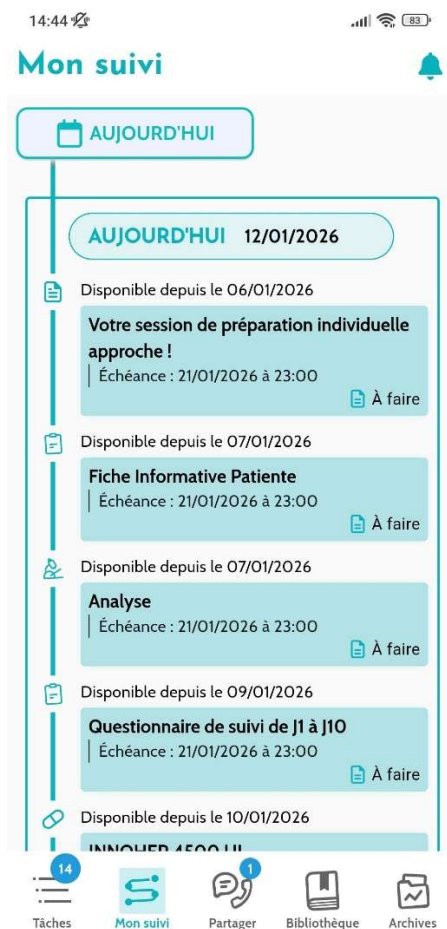 14:44
83
Mon suivi
AUJOURD'HUI
AUJOURD'HUI 12/01/2026
Disponible depuis le 06/01/2026
Votre session de préparation individuelle
approche !
Échéance : 21/01/2026 à 23:00
À faire
Disponible depuis le 07/01/2026
Fiche Informative Patiente
Échéance : 21/01/2026 à 23:00
À faire
Disponible depuis le 07/01/2026
Analyse
Échéance : 21/01/2026 à 23:00
À faire
Disponible depuis le 09/01/2026
Questionnaire de suivi de J1 à J10
Échéance : 21/01/2026 à 23:00
À faire
Disponible depuis le 10/01/2026
INNOHEP 4500 UI
14
1
Tâches
Mon suivi
Partager
Bibliothèque
Archives